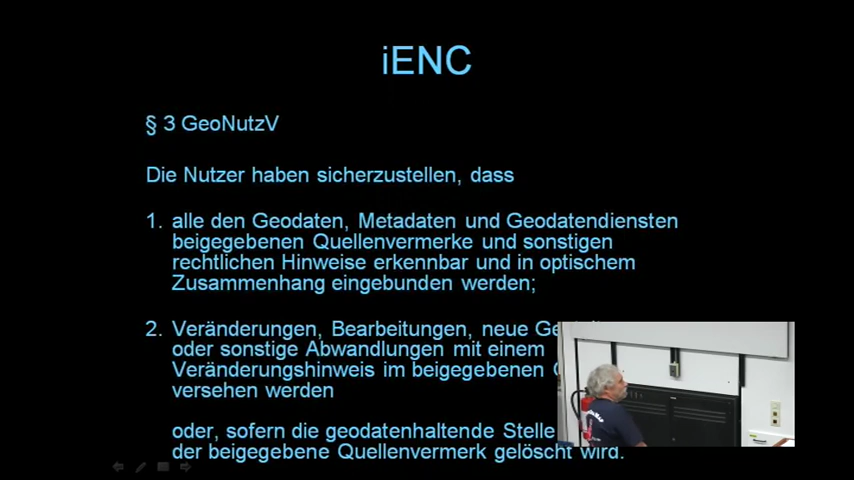 iENC
§ 3 GeoNutzV
Die Nutzer haben sicherzustellen, dass
1. alle den Geodaten, Metadaten und Geodatendiensten
beigegebenen Quellenvermerke und sonstigen
rechtlichen Hinweise erkennbar und in optischem
Zusammenhang eingebunden werden;
2. Veränderungen, Bearbeitungen, neue
oder sonstige Abwandlungen mit einem
Veränderungshinweis im beigegebenen
versehen werden
oder, sofern die geodatenhaltende Stelle
der beigegebene Quellenvermerk gelöscht wird.